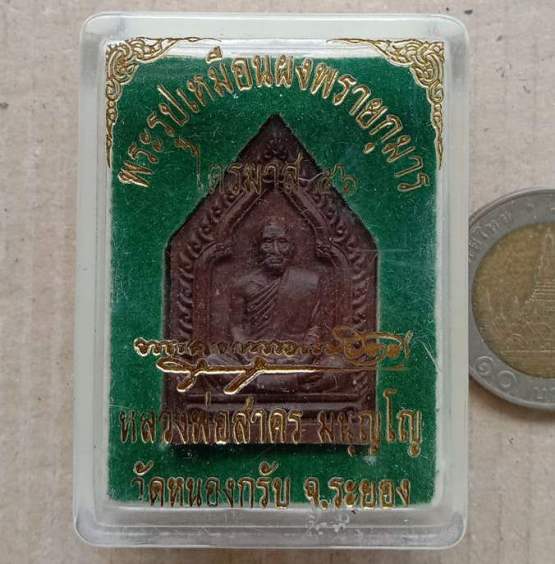 พระรูปเหมือนผงพรายกุมาร
ไตรมาส ๕๖
หลวงพ่อสาคร มนุญโญ
วัดหนองกรับ จ.ระยอง
๑๐